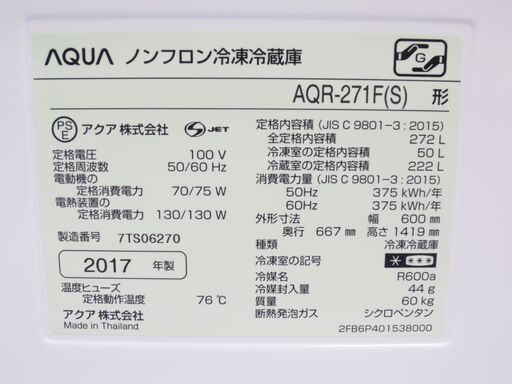 AQUA ノンフロン冷凍冷蔵庫
G
AQR-271F(S) 形
PS
E
アクア株式会社
S JET
定格電圧 100 V
定格周波数 50/60 Hz
電動機の
定格消費電力 70/75 W
電熱装置の
定格消費電力 130/130 W
製造番号 7TS06270
2017 年製
温度ヒューズ
定格動作温度 76℃
アクア株式会社
Made in Thailand
定格内容積 (JIS C 9801-3 : 2015)
全定格内容積 272 L
冷凍室の定格内容積 50 L
冷蔵室の定格内容積 222 L
消費電力量 (JIS C 9801-3 : 2015)
50Hz 375 kWh/年
60Hz 375 kWh/年
外形寸法 幅 600 mm
奥行 667 mm 高さ 1419 mm
種類 冷凍冷蔵庫
冷凍室の記号 * ***
冷媒名 R600a
冷媒封入量 44 g
質量 60 kg
断熱発泡ガス シクロペンタン
2FB6P401538000